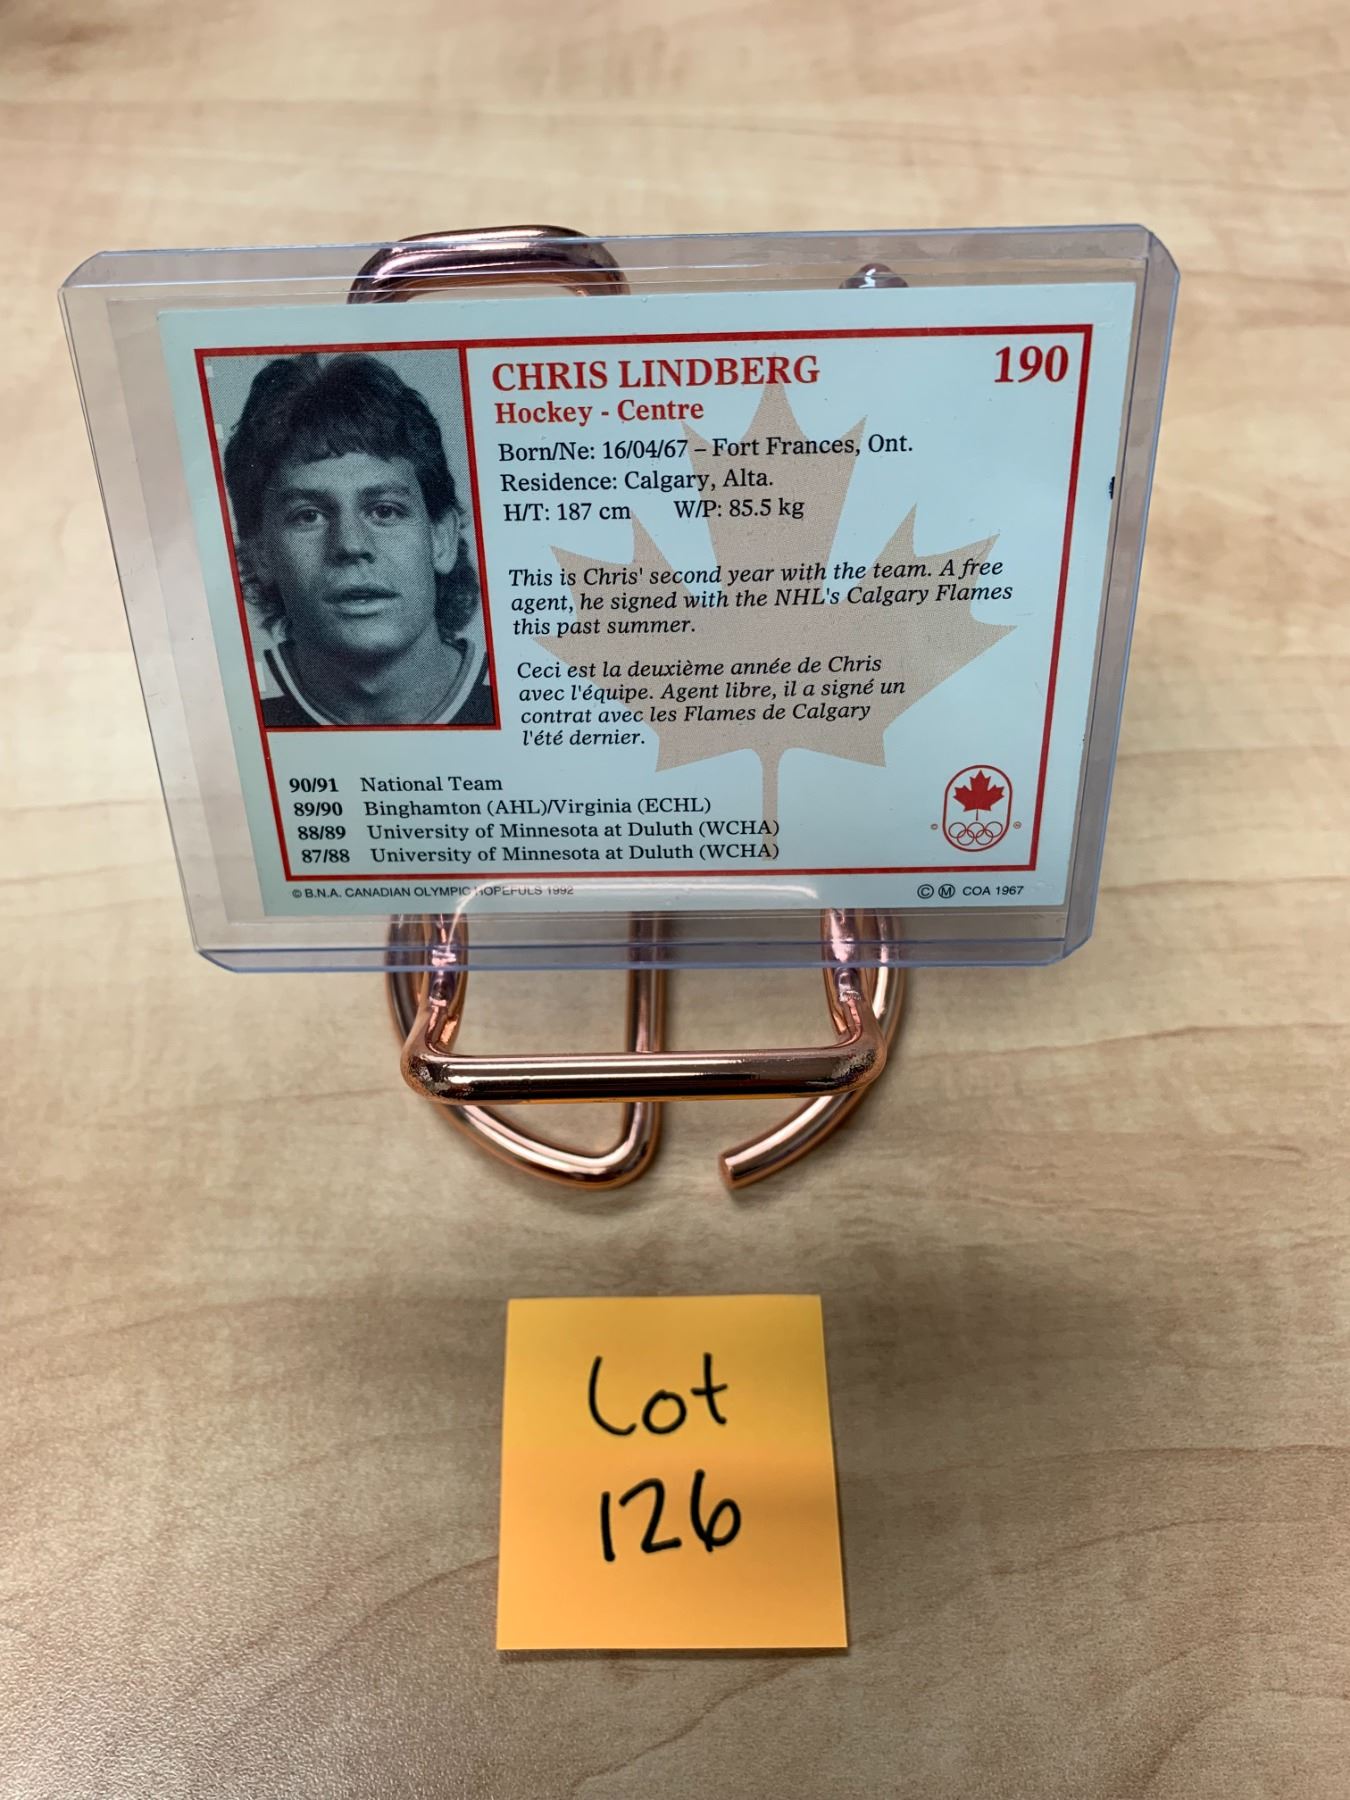 CHRIS LINDBERG 190
Hockey - Centre
Born/Ne: 16/04/67 – Fort Frances, Ont.
Residence: Calgary, Alta.
H/T: 187 cm W/P: 85.5 kg
This is Chris' second year with the team. A free
agent, he signed with the NHL's Calgary Flames
this past summer.
Ceci est la deuxième année de Chris
avec l'équipe. Agent libre, il a signé un
contrat avec les Flames de Calgary
l'été dernier.
90/91 National Team
89/90 Binghamton (AHL)/Virginia (ECHL)
88/89 University of Minnesota at Duluth (WCHA)
87/88 University of Minnesota at Duluth (WCHA)
© B.N.A. CANADIAN OLYMPIC HOPEFULS 1992 Ⓒ Ⓜ COA 1967
Lot
126